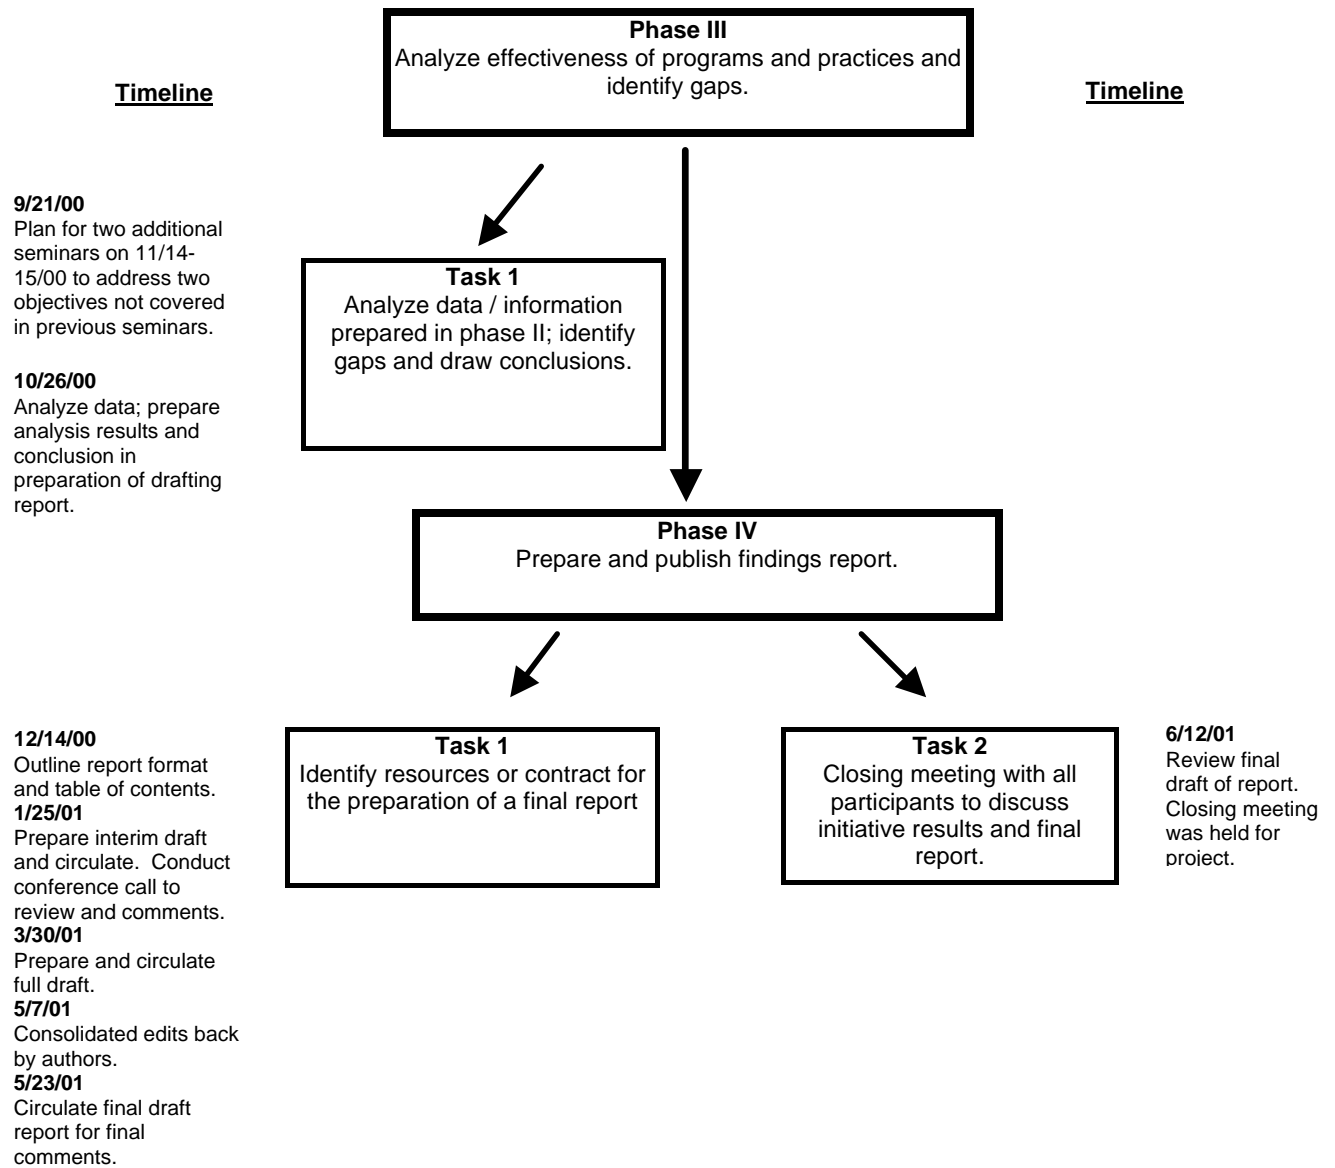 Phase III
Analyze effectiveness of programs and practices and
identify gaps.
Timeline
Timeline
9/21/00
Plan for two additional
seminars on 11/14-
15/00 to address two
objectives not covered
in previous seminars.
10/26/00
Analyze data; prepare
analysis results and
conclusion in
preparation of drafting
report.
Task 1
Analyze data / information
prepared in phase II; identify
gaps and draw conclusions.
Phase IV
Prepare and publish findings report.
12/14/00
Outline report format
and table of contents.
1/25/01
Prepare interim draft
and circulate.  Conduct
conference call to
review and comments.
3/30/01
Prepare and circulate
full draft.
5/7/01
Consolidated edits back
by authors.
5/23/01
Circulate final draft
report for final
comments.
Task 1
Identify resources or contract for
the preparation of a final report
Task 2
Closing meeting with all
participants to discuss
initiative results and final
report.
6/12/01
Review final
draft of report.
Closing meeting
was held for
project.